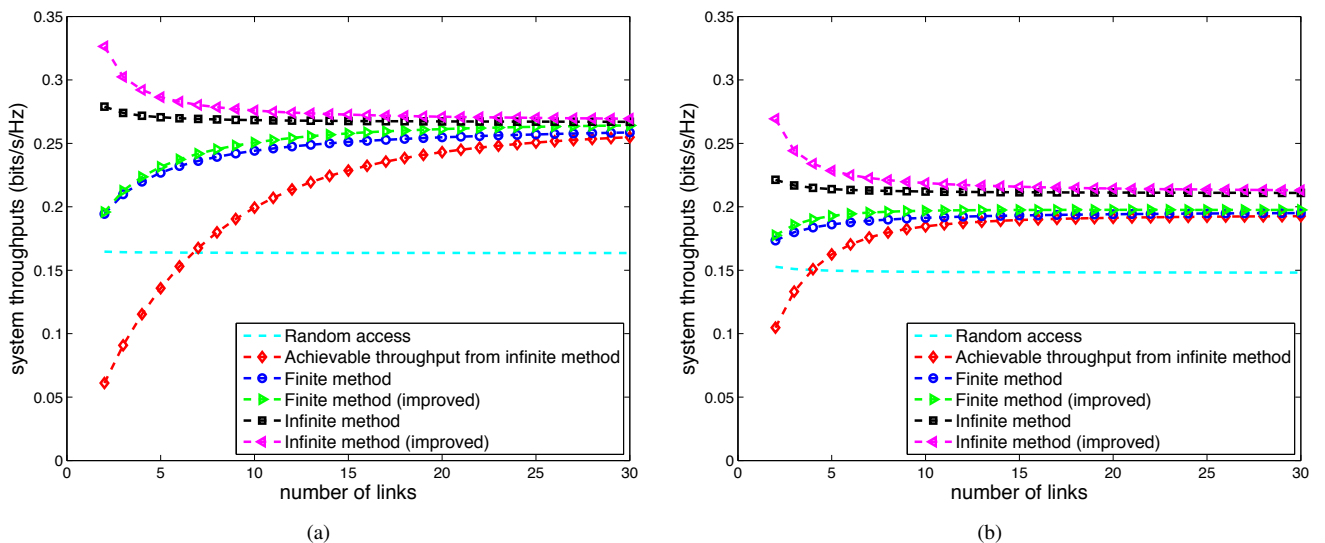 0.35
0.3
0.25
0.2
0.15
0.1
0.05
0
system throughputs (bits/s/Hz)
Random access
Achievable throughput from infinite method
Finite method
Finite method (improved)
Infinite method
Infinite method (improved)
0 5 10 15 20 25 30
number of links
(a)
0.35
0.3
0.25
0.2
0.15
0.1
0.05
0
system throughputs (bits/s/Hz)
Random access
Achievable throughput from infinite method
Finite method
Finite method (improved)
Infinite method
Infinite method (improved)
0 5 10 15 20 25 30
number of links
(b)